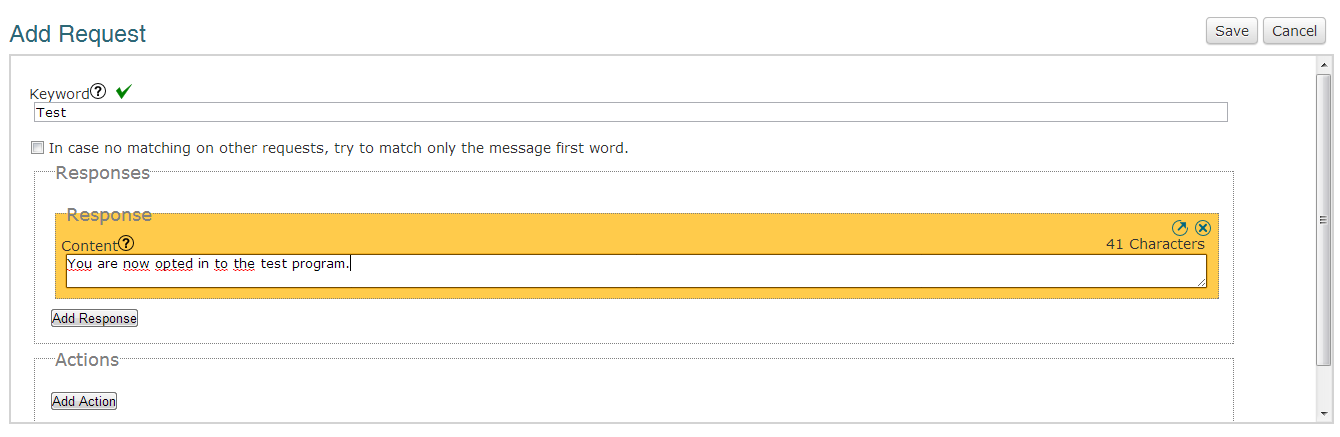 Add Request
Save Cancel
Keyword?
Test
In case no matching on other requests, try to match only the message first word.
Responses
Response
Content?
41 Characters
You are now opted in to the test program.
Add Response
Actions
Add Action